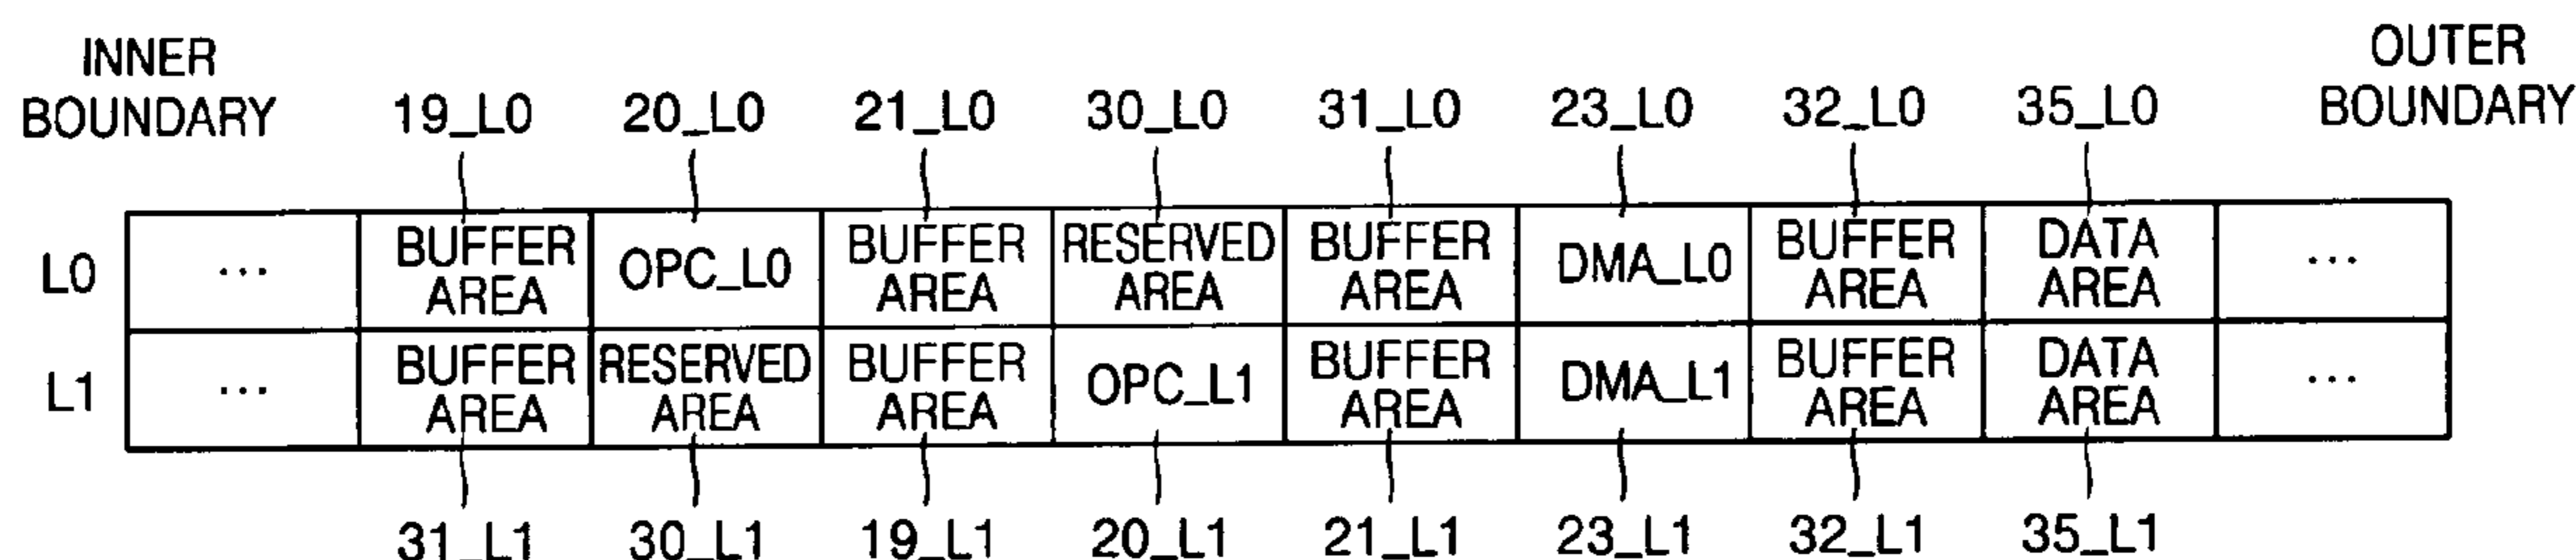 INNER
BOUNDARY
OUTER
BOUNDARY
19_L0 20_L0 21_L0 30_L0 31_L0 23_L0 32_L0 35_L0
L0 ... BUFFER AREA OPC_L0 BUFFER AREA RESERVED AREA BUFFER AREA DMA_L0 BUFFER AREA DATA AREA ...
L1 ... BUFFER AREA RESERVED AREA BUFFER AREA OPC_L1 BUFFER AREA DMA_L1 BUFFER AREA DATA AREA ...
31_L1 30_L1 19_L1 20_L1 21_L1 23_L1 32_L1 35_L1